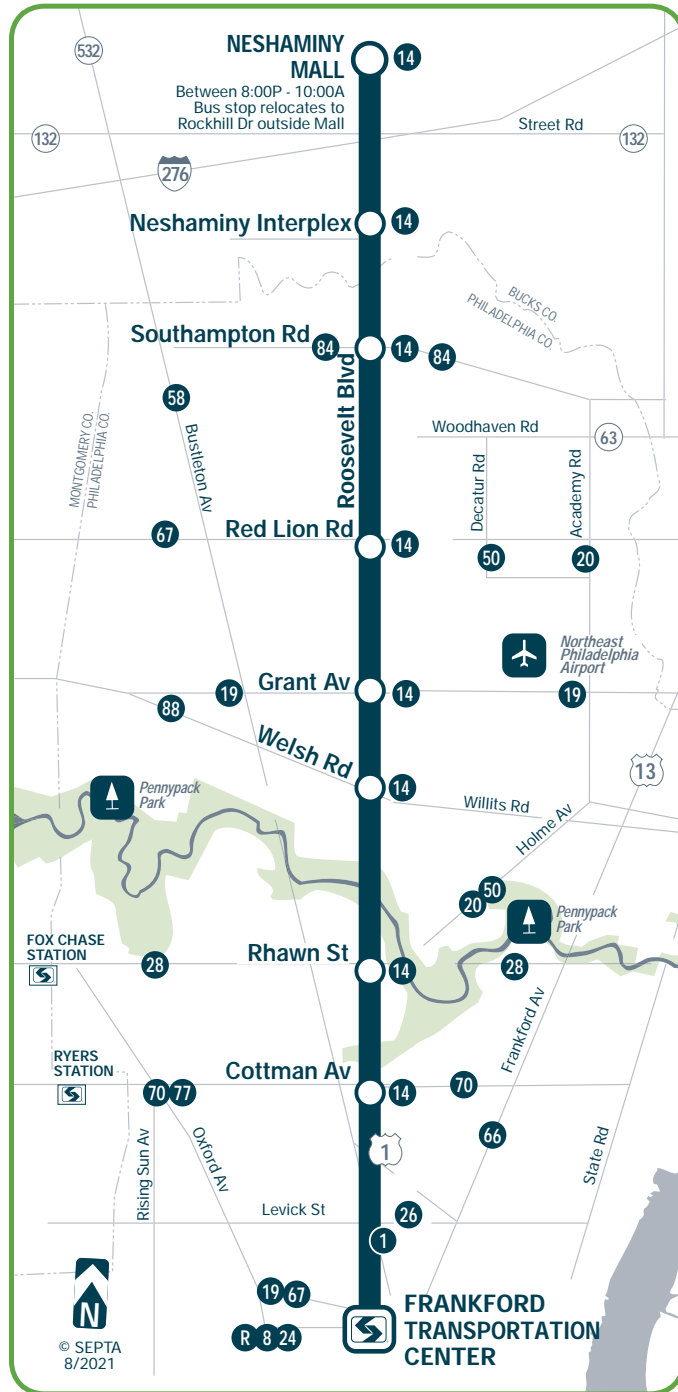 532
NESHAMINY
MALL
14
Between 8:00P - 10:00A
Bus stop relocates to
Rockhill Dr outside Mall
Street Rd
132
132
276
Neshaminy Interplex
14
BUCKS CO.
PHILADELPHIA CO.
Southampton Rd
84
14
84
Roosevelt Blvd
58
Bustleton Av
MONTGOMERY CO.
PHILADELPHIA CO.
Woodhaven Rd
63
Decatur Rd
Academy Rd
67
Red Lion Rd
14
50
20
Northeast
Philadelphia
Airport
Grant Av
19
14
19
88
Welsh Rd
14
13
Pennypack
Park
Willits Rd
Holme Av
50
20
Pennypack
Park
FOX CHASE
STATION
28
Rhawn St
14
28
Frankford Av
RYERS
STATION
Cottman Av
70
77
14
70
66
1
Rising Sun Av
Oxford Av
State Rd
Levick St
26
1
19
67
N
R
8
24
FRANKFORD
TRANSPORTATION
CENTER
© SEPTA
8/2021